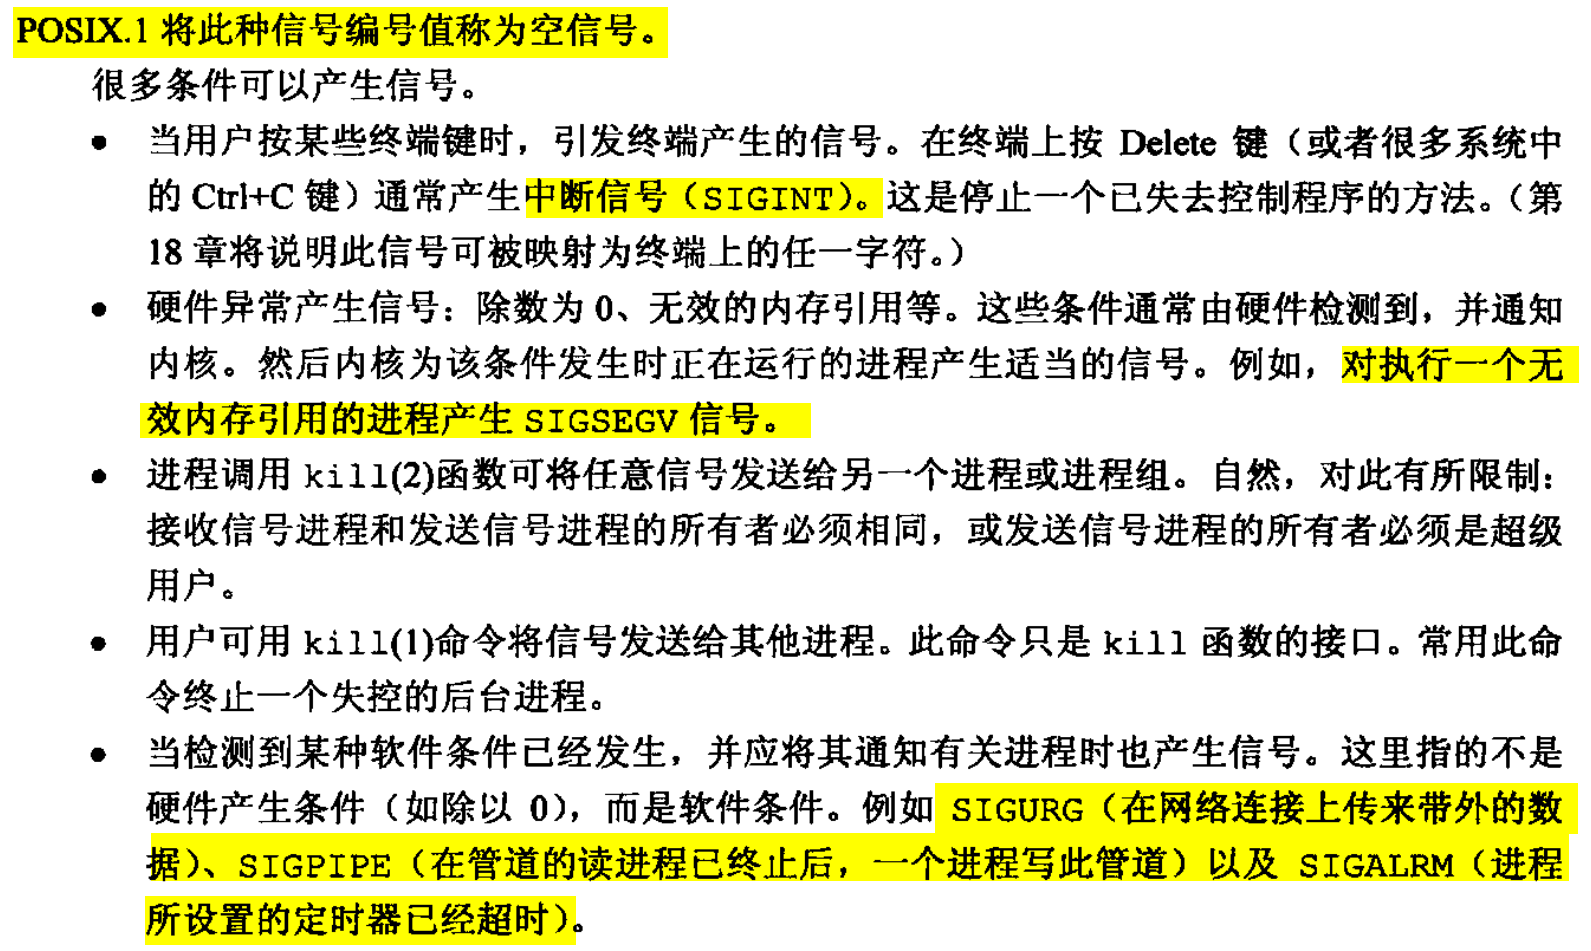 POSIX.1 将此种信号编号值称为空信号。
很多条件可以产生信号。
• 当用户按某些终端键时，引发终端产生的信号。在终端上按 Delete 键（或者很多系统中
的 Ctrl+C 键）通常产生中断信号（SIGINT）。这是停止一个已失去控制程序的方法。（第
18 章将说明此信号可被映射为终端上的任一字符。）
• 硬件异常产生信号：除数为 0、无效的内存引用等。这些条件通常由硬件检测到，并通知
内核。然后内核为该条件发生时正在运行的进程产生适当的信号。例如，对执行一个无
效内存引用的进程产生 SIGSEGV 信号。
• 进程调用 kill(2)函数可将任意信号发送给另一个进程或进程组。自然，对此有所限制：
接收信号进程和发送信号进程的所有者必须相同，或发送信号进程的所有者必须是超级
用户。
• 用户可用 kill(1)命令将信号发送给其他进程。此命令只是 kill 函数的接口。常用此命
令终止一个失控的后台进程。
• 当检测到某种软件条件已经发生，并应将其通知有关进程时也产生信号。这里指的不是
硬件产生条件（如除以 0），而是软件条件。例如 SIGURG（在网络连接上传来带外的数
据）、SIGPIPE（在管道的读进程已终止后，一个进程写此管道）以及 SIGALRM（进程
所设置的定时器已经超时）。